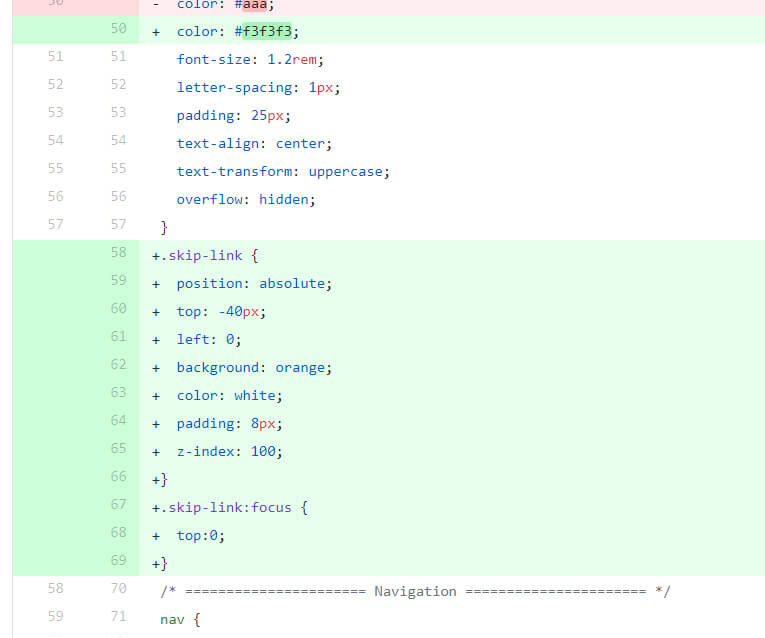 50 - color: #aaa;
50 + color: #f3f3f3;
51 51 font-size: 1.2rem;
52 52 letter-spacing: 1px;
53 53 padding: 25px;
54 54 text-align: center;
55 55 text-transform: uppercase;
56 56 overflow: hidden;
57 57 }
58 +.skip-link {
59 + position: absolute;
60 + top: -40px;
61 + left: 0;
62 + background: orange;
63 + color: white;
64 + padding: 8px;
65 + z-index: 100;
66 +}
67 +.skip-link:focus {
68 + top:0;
69 +}
58 70 /* ====================== Navigation ====================== */
59 71 nav {